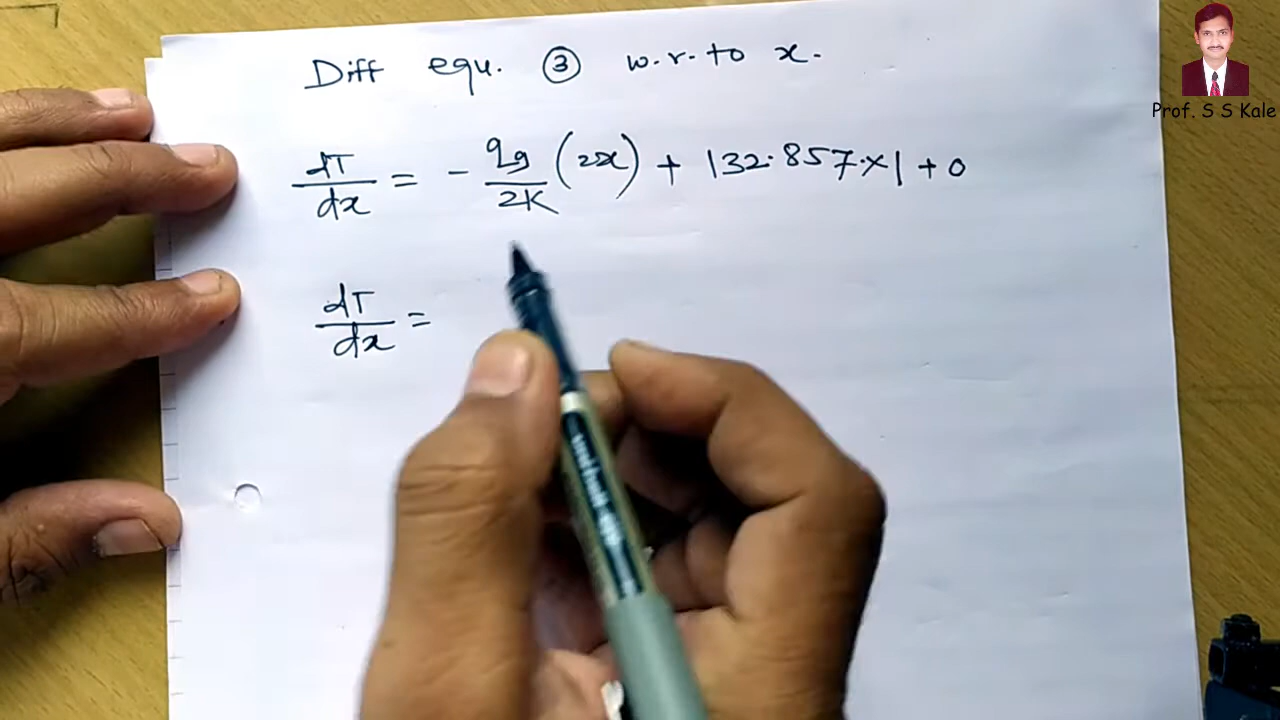 Diff equ. ③ w.r.to x.
dT/dx = - qg/2K (2x) + 132.857.×1 + 0
dT/dx =
Prof. S S Kale